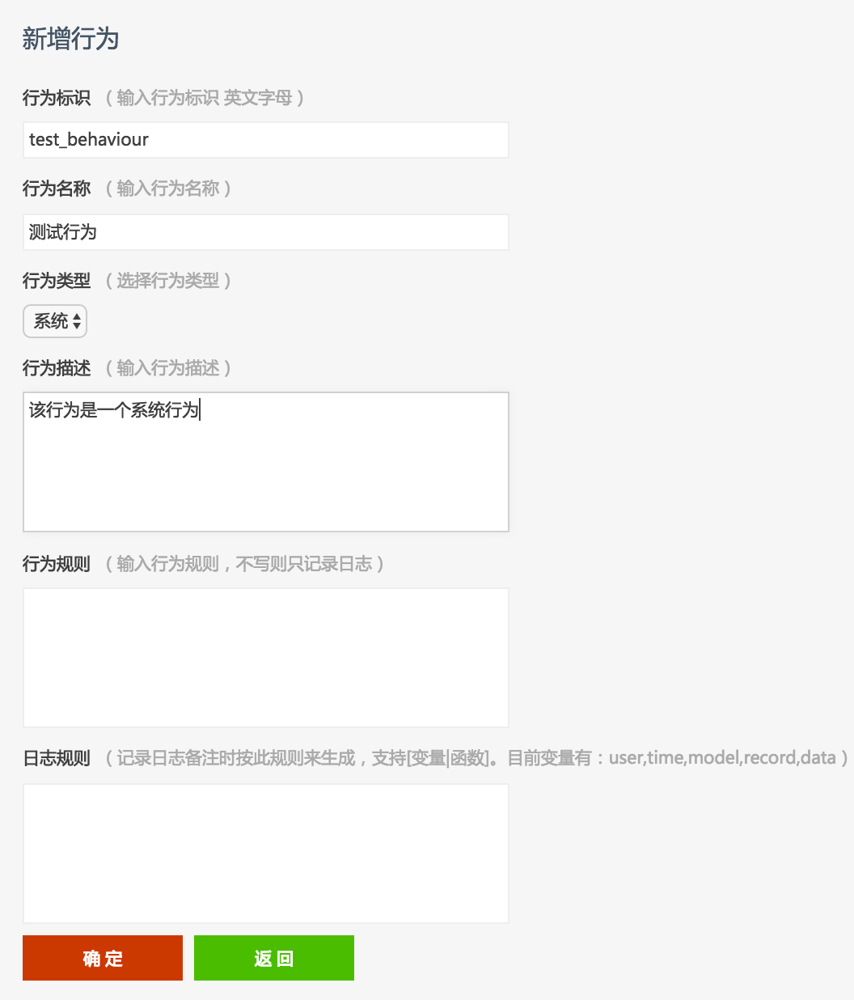 新增行为
行为标识 （输入行为标识 英文字母）
test_behaviour
行为名称 （输入行为名称）
测试行为
行为类型 （选择行为类型）
系统
行为描述 （输入行为描述）
该行为是一个系统行为
行为规则 （输入行为规则，不写则只记录日志）
日志规则 （记录日志备注时按此规则来生成，支持[变量|函数]。目前变量有：user,time,model,record,data）
确 定 返 回